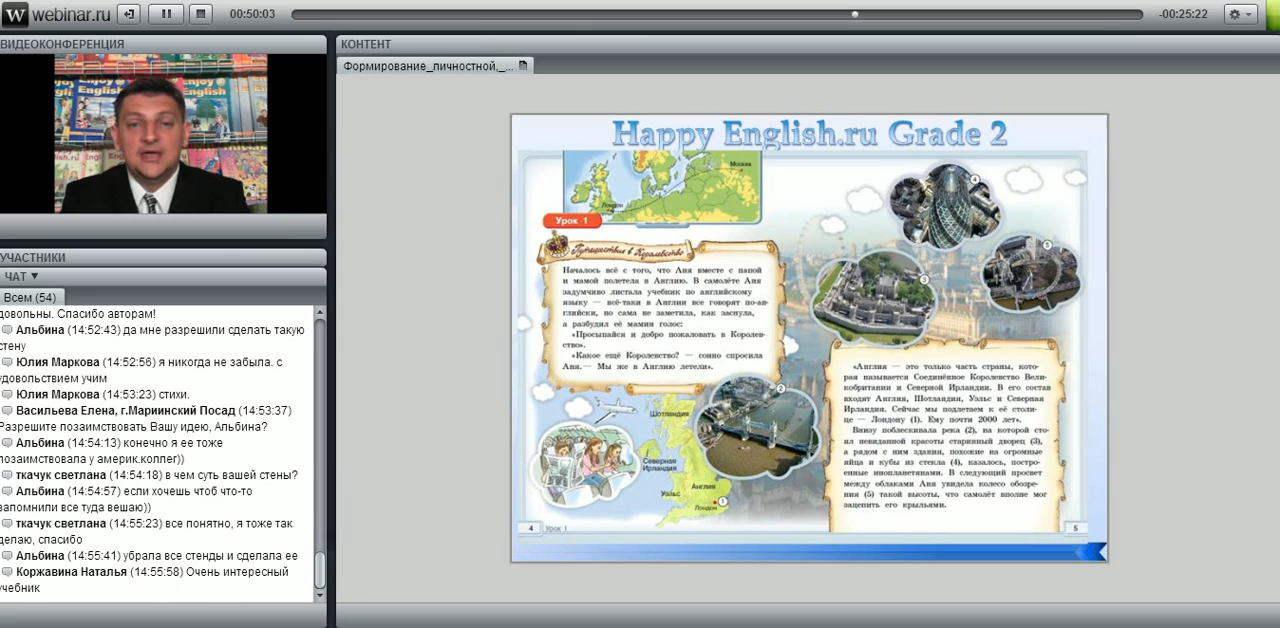 W webinar.ru
00:50:03
-00:25:22
ВИДЕОКОНФЕРЕНЦИЯ
Enjoy English
Enjoy English
УЧАСТНИКИ
ЧАТ
Всем (54)
довольны. Спасибо авторам!
Альбина (14:52:43) да мне разрешили сделать такую
стену
Юлия Маркова (14:52:56) я никогда не забыла. с
удовольствием учим
Юлия Маркова (14:53:23) стихи.
Васильева Елена, г.Мариинский Посад (14:53:37)
Разрешите позаимствовать Вашу идею, Альбина?
Альбина (14:54:13) конечно я ее тоже
позаимствовала у америк.коллег))
ткачук светлана (14:54:18) в чем суть вашей стены?
Альбина (14:54:57) если хочешь чтоб что-то
запомнили все туда вешаю))
ткачук светлана (14:55:23) все понятно, я тоже так
делаю, спасибо
Альбина (14:55:41) убрала все стенды и сделала ее
Коржавина Наталья (14:55:58) Очень интересный
учебник
КОНТЕНТ
Формирование_личностной,_...
Happy English.ru Grade 2
Москва
Лондон
Урок 1
Путешествие в Королевство
Началось всё с того, что Аня вместе с папой
и мамой полетела в Англию. В самолёте Аня
задумчиво листала учебник по английскому
языку — всё-таки в Англии все говорят по-ан-
глийски, но сама не заметила, как заснула,
а разбудил её мамин голос:
«Просыпайся и добро пожаловать в Королев-
ство».
«Какое ещё Королевство? — сонно спросила
Аня.— Мы же в Англию летели».
Шотландия
Северная
Ирландия
Уэльс
Англия
Лондон
1
2
3
4
5
«Англия — это только часть страны, кото-
рая называется Соединённое Королевство Вели-
кобритании и Северной Ирландии. В его состав
входят Англия, Шотландия, Уэльс и Северная
Ирландия. Сейчас мы подлетаем к её столи-
це — Лондону (1). Ему почти 2000 лет».
Внизу поблескивала река (2), на которой сто-
ял невиданной красоты старинный дворец (3),
а рядом с ним здания, похожие на огромные
яйца и кубы из стекла (4), казалось, постро-
енные инопланетянами. В следующий просвет
между облаками Аня увидела колесо обозре-
ния (5) такой высоты, что самолёт вполне мог
зацепить его крыльями.
4 Урок 1
5